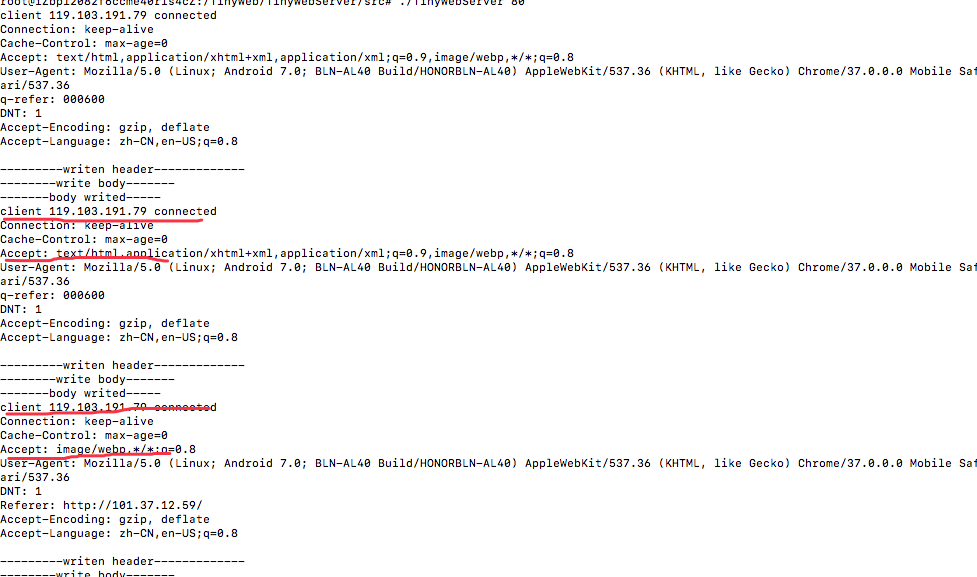 client 119.103.191.79 connected
Connection: keep-alive
Cache-Control: max-age=0
Accept: text/html,application/xhtml+xml,application/xml;q=0.9,image/webp,*/*;q=0.8
User-Agent: Mozilla/5.0 (Linux; Android 7.0; BLN-AL40 Build/HONORBLN-AL40) AppleWebKit/537.36 (KHTML, like Gecko) Chrome/37.0.0.0 Mobile Saf
ari/537.36
q-refer: 000600
DNT: 1
Accept-Encoding: gzip, deflate
Accept-Language: zh-CN,en-US;q=0.8
---------writen header-------------
--------write body-------
-------body writed-----
client 119.103.191.79 connected
Connection: keep-alive
Cache-Control: max-age=0
Accept: text/html,application/xhtml+xml,application/xml;q=0.9,image/webp,*/*;q=0.8
User-Agent: Mozilla/5.0 (Linux; Android 7.0; BLN-AL40 Build/HONORBLN-AL40) AppleWebKit/537.36 (KHTML, like Gecko) Chrome/37.0.0.0 Mobile Saf
ari/537.36
q-refer: 000600
DNT: 1
Accept-Encoding: gzip, deflate
Accept-Language: zh-CN,en-US;q=0.8
---------writen header-------------
--------write body-------
-------body writed-----
client 119.103.191.79 connected
Connection: keep-alive
Cache-Control: max-age=0
Accept: image/webp,*/*;q=0.8
User-Agent: Mozilla/5.0 (Linux; Android 7.0; BLN-AL40 Build/HONORBLN-AL40) AppleWebKit/537.36 (KHTML, like Gecko) Chrome/37.0.0.0 Mobile Saf
ari/537.36
DNT: 1
Referer: http://101.37.12.59/
Accept-Encoding: gzip, deflate
Accept-Language: zh-CN,en-US;q=0.8
---------writen header-------------
--------write body-------